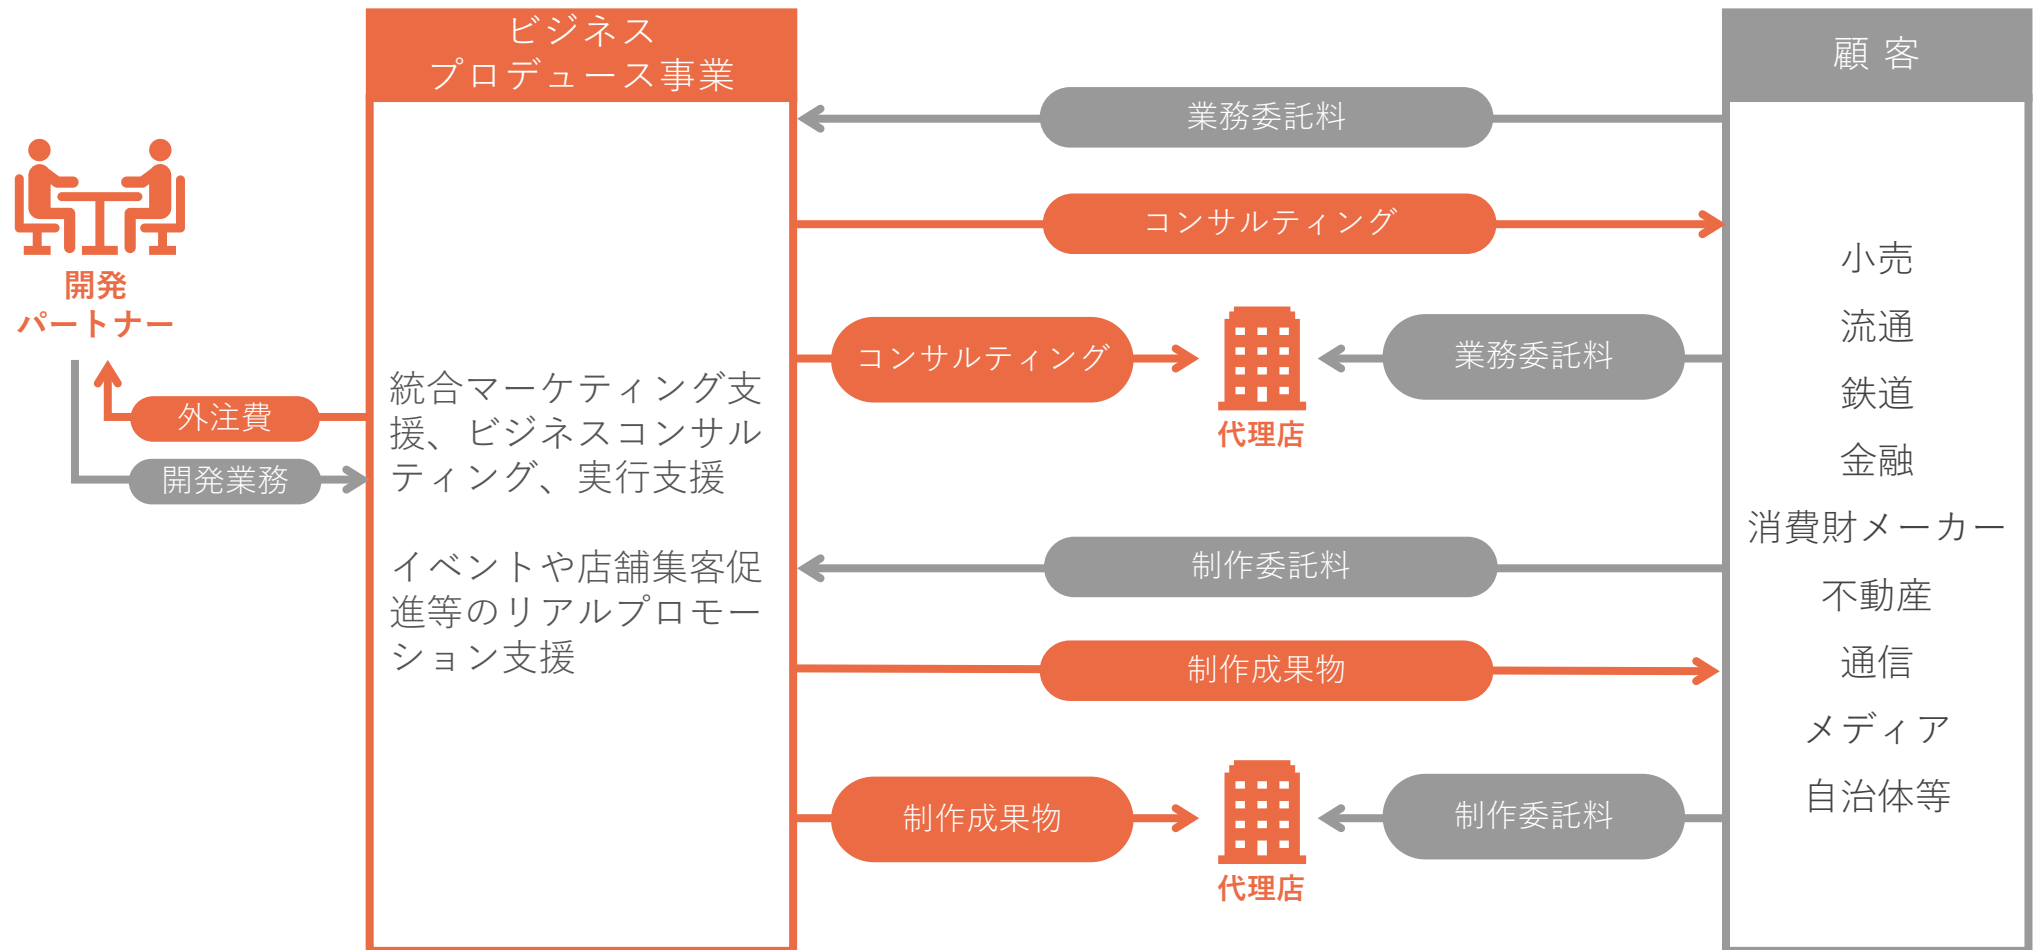 ビジネス
プロデュース事業
顧 客
開発
パートナー
外注費
開発業務
統合マーケティング支
援、ビジネスコンサル
ティング、実行支援
イベントや店舗集客促
進等のリアルプロモー
ション支援
業務委託料
コンサルティング
コンサルティング
代理店
業務委託料
制作委託料
制作成果物
制作成果物
代理店
制作委託料
小売
流通
鉄道
金融
消費財メーカー
不動産
通信
メディア
自治体等